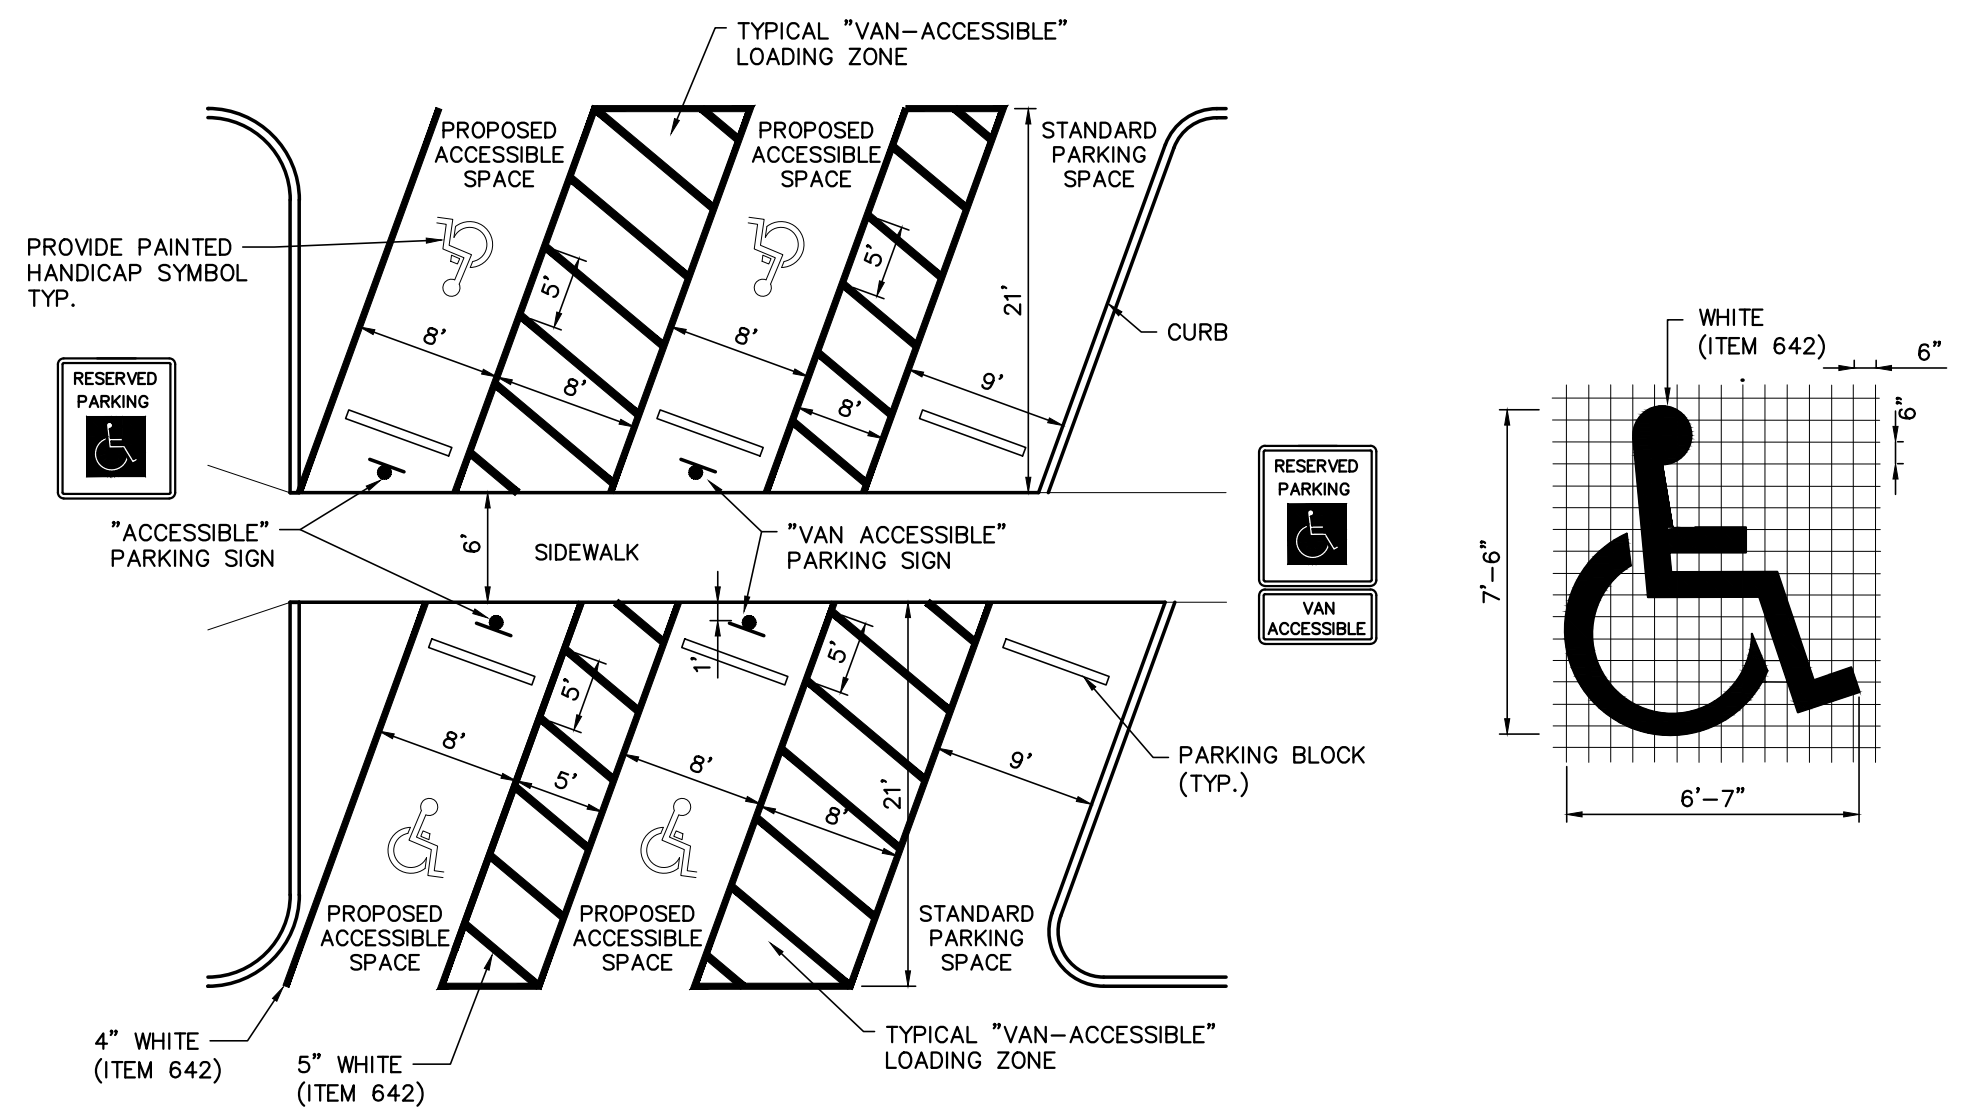 TYPICAL "VAN-ACCESSIBLE"
LOADING ZONE
PROPOSED
ACCESSIBLE
SPACE
PROPOSED
ACCESSIBLE
SPACE
STANDARD
PARKING
SPACE
PROVIDE PAINTED
HANDICAP SYMBOL
TYP.
5'
5'
21'
8'
8'
8'
8'
9'
CURB
RESERVED
PARKING
"ACCESSIBLE"
PARKING SIGN
6'
SIDEWALK
"VAN ACCESSIBLE"
PARKING SIGN
RESERVED
PARKING
VAN
ACCESSIBLE
5'
1'
5'
8'
5'
8'
8'
21'
9'
PARKING BLOCK
(TYP.)
PROPOSED
ACCESSIBLE
SPACE
PROPOSED
ACCESSIBLE
SPACE
STANDARD
PARKING
SPACE
4" WHITE
(ITEM 642)
5" WHITE
(ITEM 642)
TYPICAL "VAN-ACCESSIBLE"
LOADING ZONE
WHITE
(ITEM 642)
6"
6"
7'-6"
6'-7"